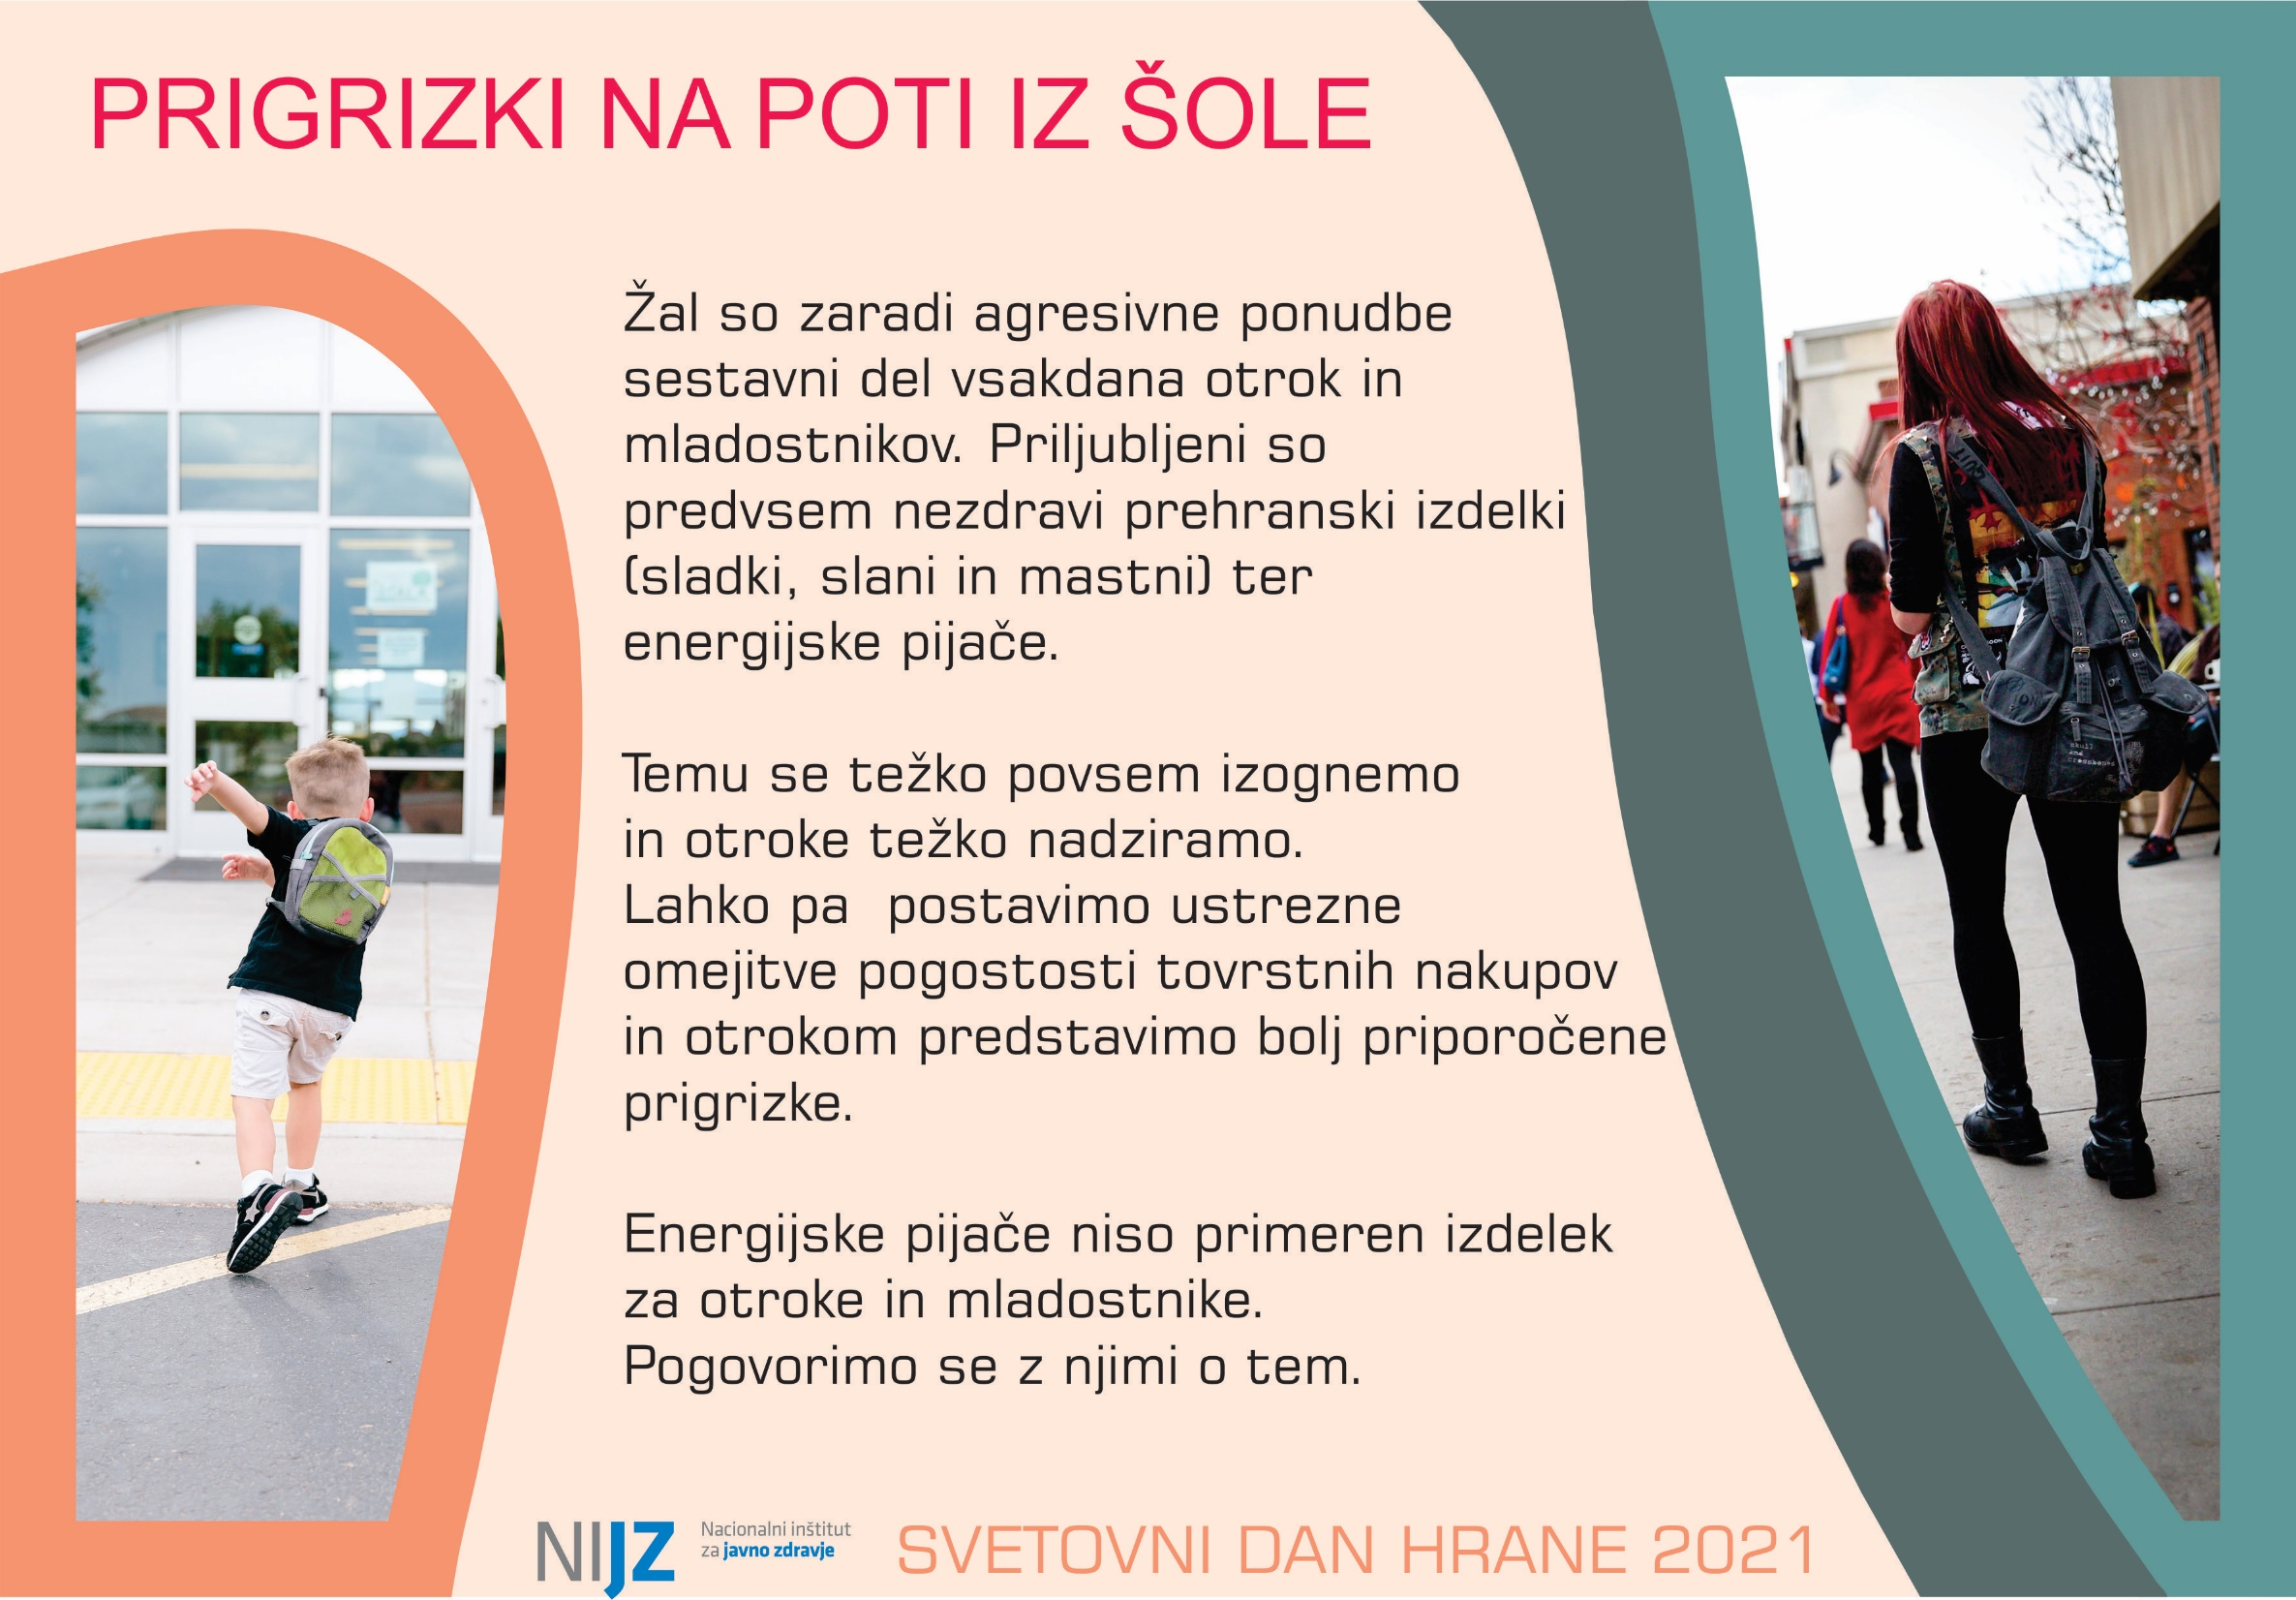 PRIGRIZKI NA POTI IZ ŠOLE
Žal so zaradi agresivne ponudbe
sestavni del vsakdana otrok in
mladostnikov. Priljubljeni so
predvsem nezdravi prehranski izdelki
(sladki, slani in mastni) ter
energijske pijače.
Temu se težko povsem izognemo
in otroke težko nadziramo.
Lahko pa postavimo ustrezne
omejitve pogostosti tovrstnih nakupov
in otrokom predstavimo bolj priporočene
prigrizke.
Energijske pijače niso primeren izdelek
za otroke in mladostnike.
Pogovorimo se z njimi o tem.
skull
and
crossbones
NIJZ
Nacionalni inštitut
za javno zdravje
SVETOVNI DAN HRANE 2021